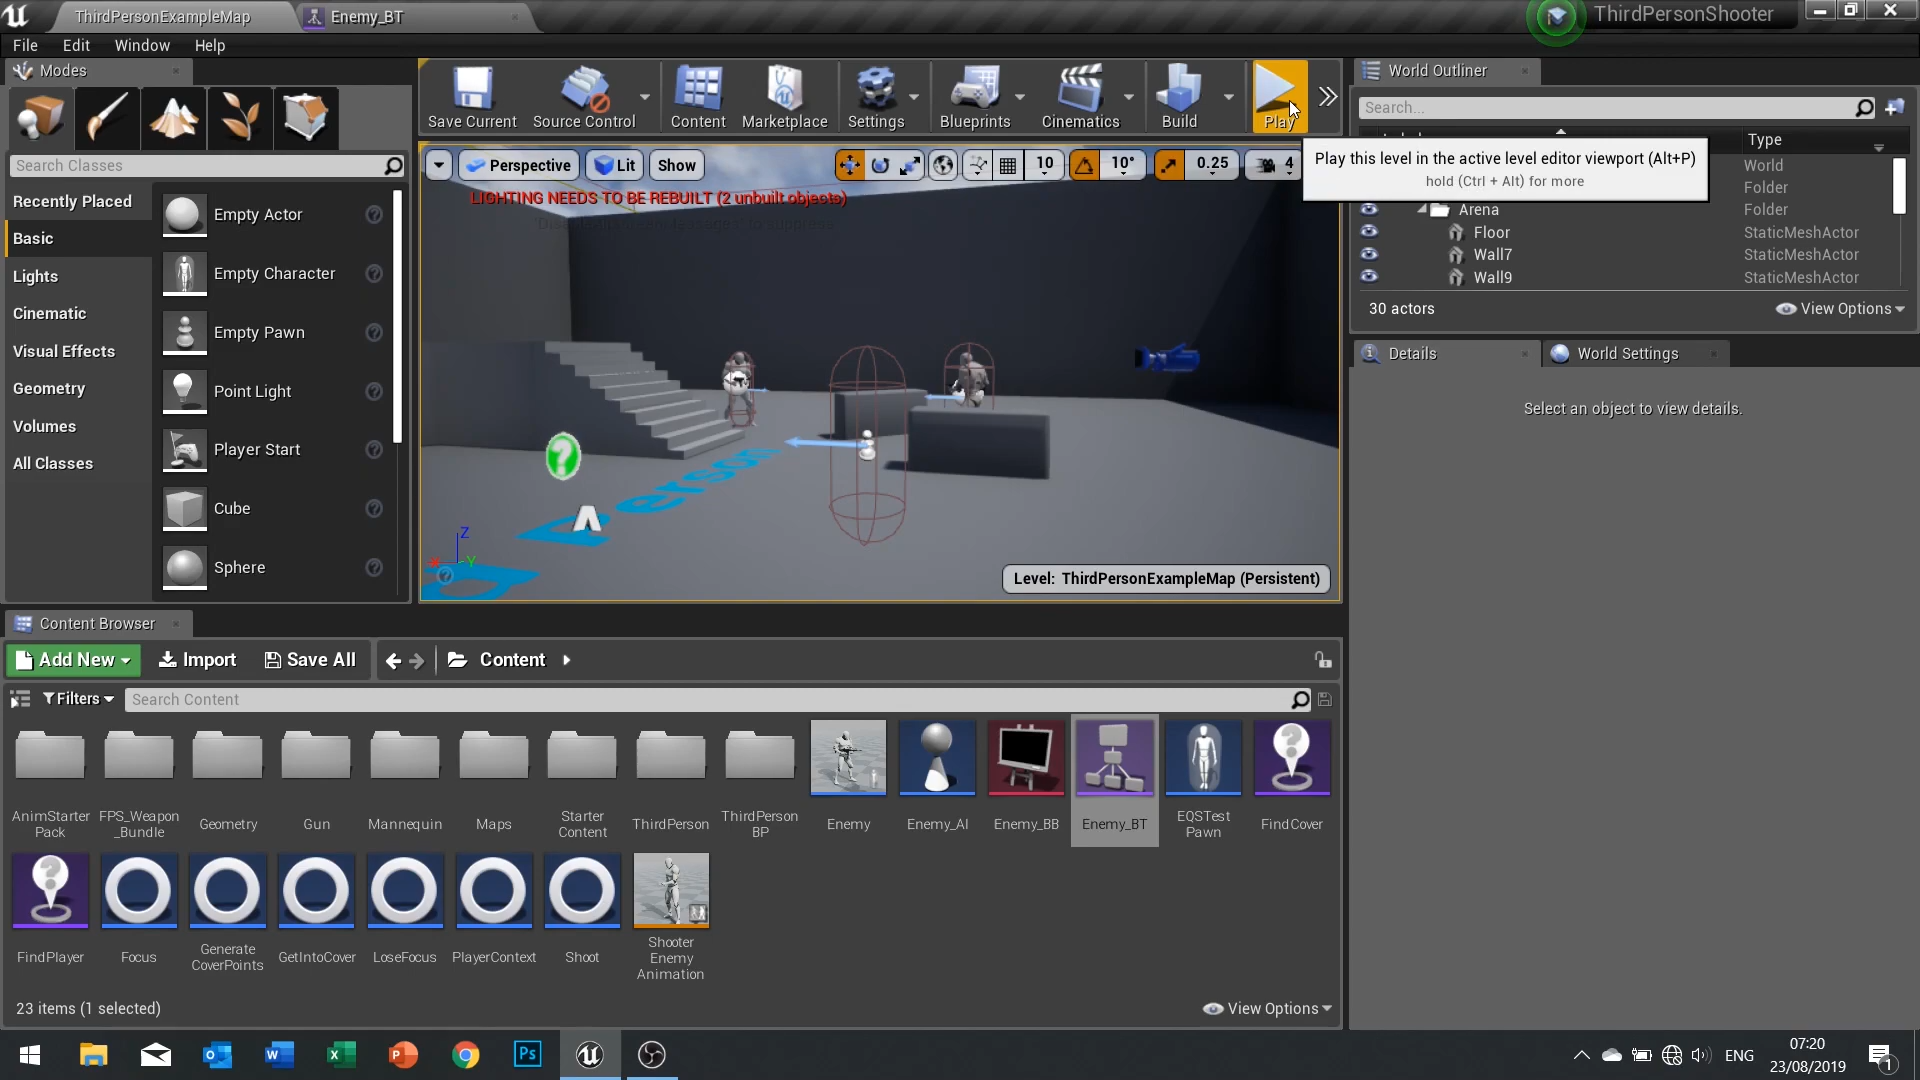 ThirdPersonExampleMap
Enemy_BT
ThirdPersonShooter
File Edit Window Help
Modes
Save Current
Source Control
Content
Marketplace
Settings
Blueprints
Cinematics
Build
Play
World Outliner
Search...
Type
Play this level in the active level editor viewport (Alt+P)
hold (Ctrl + Alt) for more
World
Folder
Arena Folder
Floor StaticMeshActor
Wall7 StaticMeshActor
Wall9 StaticMeshActor
30 actors
View Options
Details
World Settings
Select an object to view details.
Search Classes
Recently Placed
Basic
Lights
Cinematic
Visual Effects
Geometry
Volumes
All Classes
Empty Actor
Empty Character
Empty Pawn
Point Light
Player Start
Cube
Sphere
Perspective
Lit
Show
10
10°
0.25
4
LIGHTING NEEDS TO BE REBUILT (2 unbuilt objects)
Z
Y
Level: ThirdPersonExampleMap (Persistent)
Content Browser
Add New
Import
Save All
Content
Filters
Search Content
AnimStarter
Pack
FPS_Weapon
_Bundle
Geometry
Gun
Mannequin
Maps
Starter
Content
ThirdPerson
ThirdPerson
BP
Enemy
Enemy_AI
Enemy_BB
Enemy_BT
EQSTest
Pawn
FindCover
FindPlayer
Focus
Generate
CoverPoints
GetIntoCover
LoseFocus
PlayerContext
Shoot
Shooter
Enemy
Animation
23 items (1 selected)
View Options
ENG
07:20
23/08/2019
1